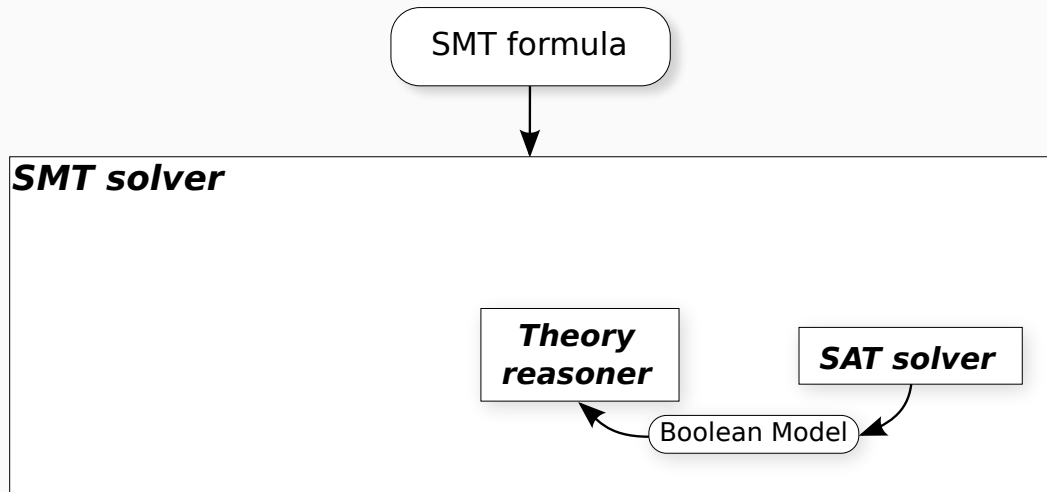 SMT formula
SMT solver
Theory
reasoner
SAT solver
Boolean Model